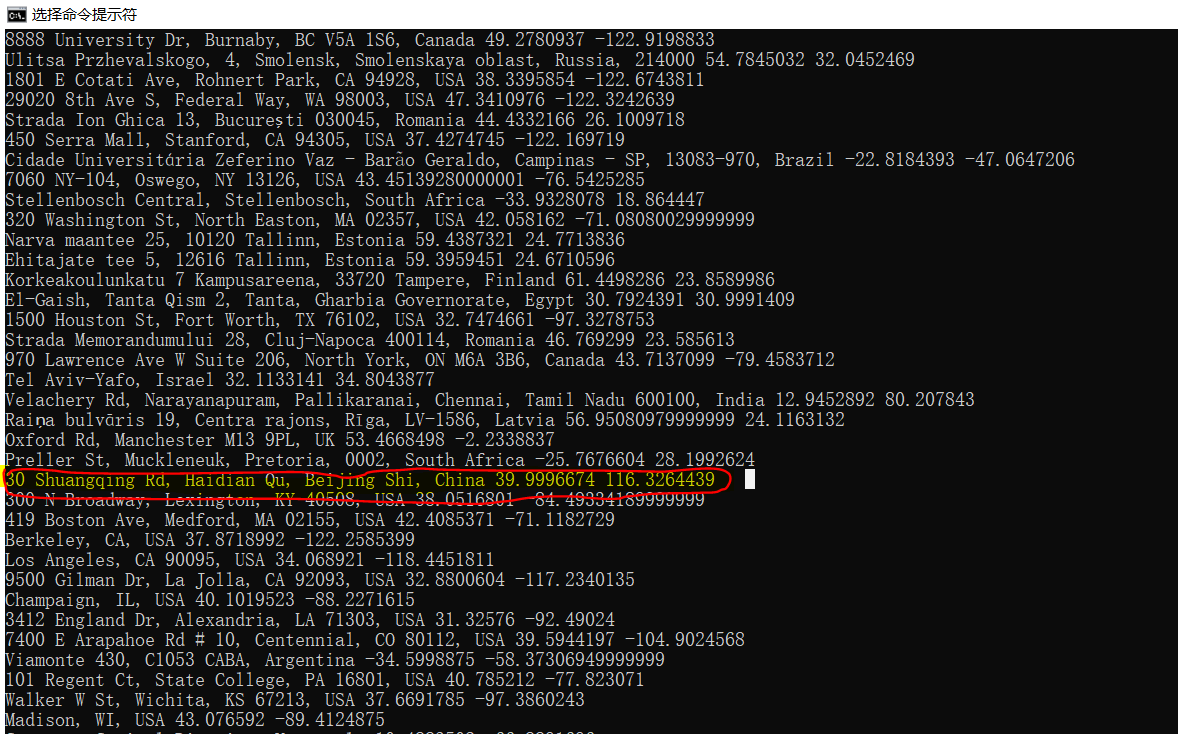 选择命令提示符
8888 University Dr, Burnaby, BC V5A 1S6, Canada 49.2780937 -122.9198833
Ulitsa Przhevalskogo, 4, Smolensk, Smolenskaya oblast, Russia, 214000 54.7845032 32.0452469
1801 E Cotati Ave, Rohnert Park, CA 94928, USA 38.3395854 -122.6743811
29020 8th Ave S, Federal Way, WA 98003, USA 47.3410976 -122.3242639
Strada Ion Ghica 13, București 030045, Romania 44.4332166 26.1009718
450 Serra Mall, Stanford, CA 94305, USA 37.4274745 -122.169719
Cidade Universitária Zeferino Vaz - Barão Geraldo, Campinas - SP, 13083-970, Brazil -22.8184393 -47.0647206
7060 NY-104, Oswego, NY 13126, USA 43.45139280000001 -76.5425285
Stellenbosch Central, Stellenbosch, South Africa -33.9328078 18.864447
320 Washington St, North Easton, MA 02357, USA 42.058162 -71.08080029999999
Narva maantee 25, 10120 Tallinn, Estonia 59.4387321 24.7713836
Ehitajate tee 5, 12616 Tallinn, Estonia 59.3959451 24.6710596
Korkeakoulunkatu 7 Kampusareena, 33720 Tampere, Finland 61.4498286 23.8589986
El-Gaish, Tanta Qism 2, Tanta, Gharbia Governorate, Egypt 30.7924391 30.9991409
1500 Houston St, Fort Worth, TX 76102, USA 32.7474661 -97.3278753
Strada Memorandumului 28, Cluj-Napoca 400114, Romania 46.769299 23.585613
970 Lawrence Ave W Suite 206, North York, ON M6A 3B6, Canada 43.7137099 -79.4583712
Tel Aviv-Yafo, Israel 32.1133141 34.8043877
Velachery Rd, Narayanapuram, Pallikaranai, Chennai, Tamil Nadu 600100, India 12.9452892 80.207843
Raiņa bulvāris 19, Centra rajons, Rīga, LV-1586, Latvia 56.95080979999999 24.1163132
Oxford Rd, Manchester M13 9PL, UK 53.4668498 -2.2338837
Preller St, Muckleneuk, Pretoria, 0002, South Africa -25.7676604 28.1992624
30 Shuangqing Rd, Haidian Qu, Beijing Shi, China 39.9996674 116.3264439
300 N Broadway, Lexington, KY 40508, USA 38.0516801 -84.49334189999999
419 Boston Ave, Medford, MA 02155, USA 42.4085371 -71.1182729
Berkeley, CA, USA 37.8718992 -122.2585399
Los Angeles, CA 90095, USA 34.068921 -118.4451811
9500 Gilman Dr, La Jolla, CA 92093, USA 32.8800604 -117.2340135
Champaign, IL, USA 40.1019523 -88.2271615
3412 England Dr, Alexandria, LA 71303, USA 31.32576 -92.49024
7400 E Arapahoe Rd # 10, Centennial, CO 80112, USA 39.5944197 -104.9024568
Viamonte 430, C1053 CABA, Argentina -34.5998875 -58.37306949999999
101 Regent Ct, State College, PA 16801, USA 40.785212 -77.823071
Walker W St, Wichita, KS 67213, USA 37.6691785 -97.3860243
Madison, WI, USA 43.076592 -89.4124875